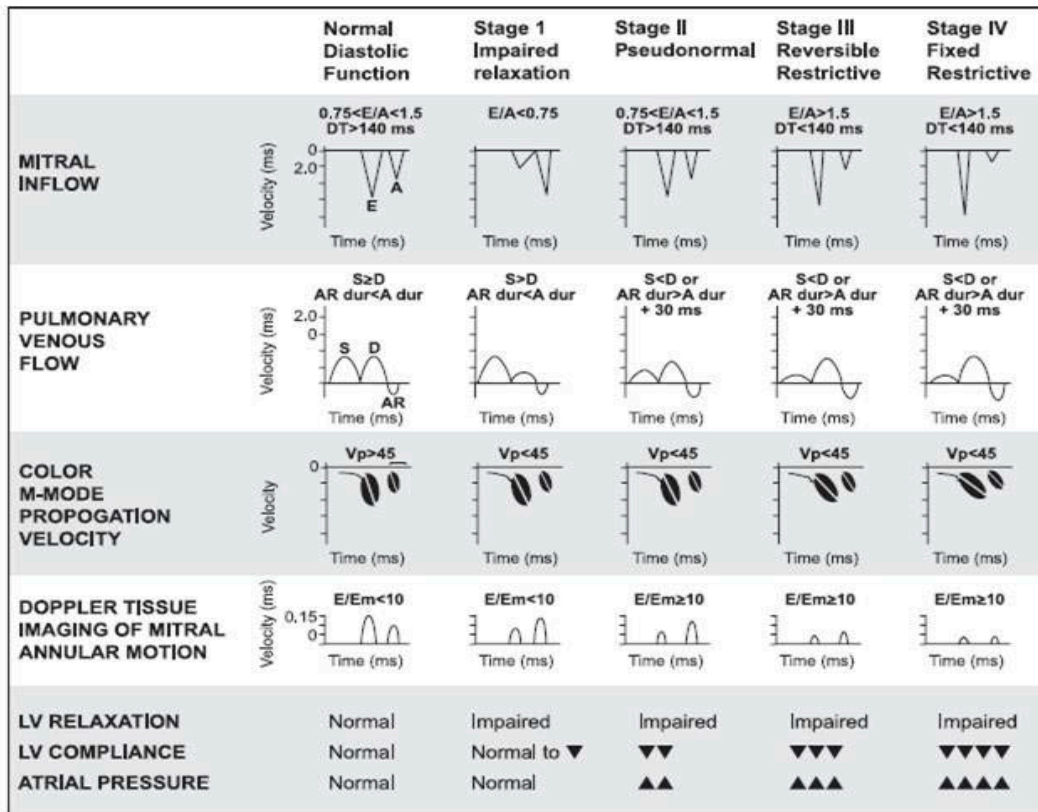 Normal Diastolic Function
Stage 1 Impaired relaxation
Stage II Pseudonormal
Stage III Reversible Restrictive
Stage IV Fixed Restrictive
MITRAL INFLOW
0.75<E/A<1.5 DT>140 ms
E/A<0.75
0.75<E/A<1.5 DT>140 ms
E/A>1.5 DT<140 ms
E/A>1.5 DT<140 ms
Velocity (ms)
0
2.0
E
A
Time (ms)
Time (ms)
Time (ms)
Time (ms)
Time (ms)
PULMONARY VENOUS FLOW
S≥D AR dur<A dur
S>D AR dur<A dur
S<D or AR dur>A dur + 30 ms
S<D or AR dur>A dur + 30 ms
S<D or AR dur>A dur + 30 ms
Velocity (ms)
2.0
0
S
D
AR
Time (ms)
Time (ms)
Time (ms)
Time (ms)
Time (ms)
COLOR M-MODE PROPOGATION VELOCITY
Vp>45
Vp<45
Vp<45
Vp<45
Vp<45
Velocity
0
Time (ms)
Time (ms)
Time (ms)
Time (ms)
Time (ms)
DOPPLER TISSUE IMAGING OF MITRAL ANNULAR MOTION
E/Em<10
E/Em<10
E/Em≥10
E/Em≥10
E/Em≥10
Velocity (ms)
0,15
0
Time (ms)
Time (ms)
Time (ms)
Time (ms)
Time (ms)
LV RELAXATION Normal Impaired Impaired Impaired Impaired
LV COMPLIANCE Normal Normal to ▼ ▼▼ ▼▼▼ ▼▼▼▼
ATRIAL PRESSURE Normal Normal ▲▲ ▲▲▲ ▲▲▲▲